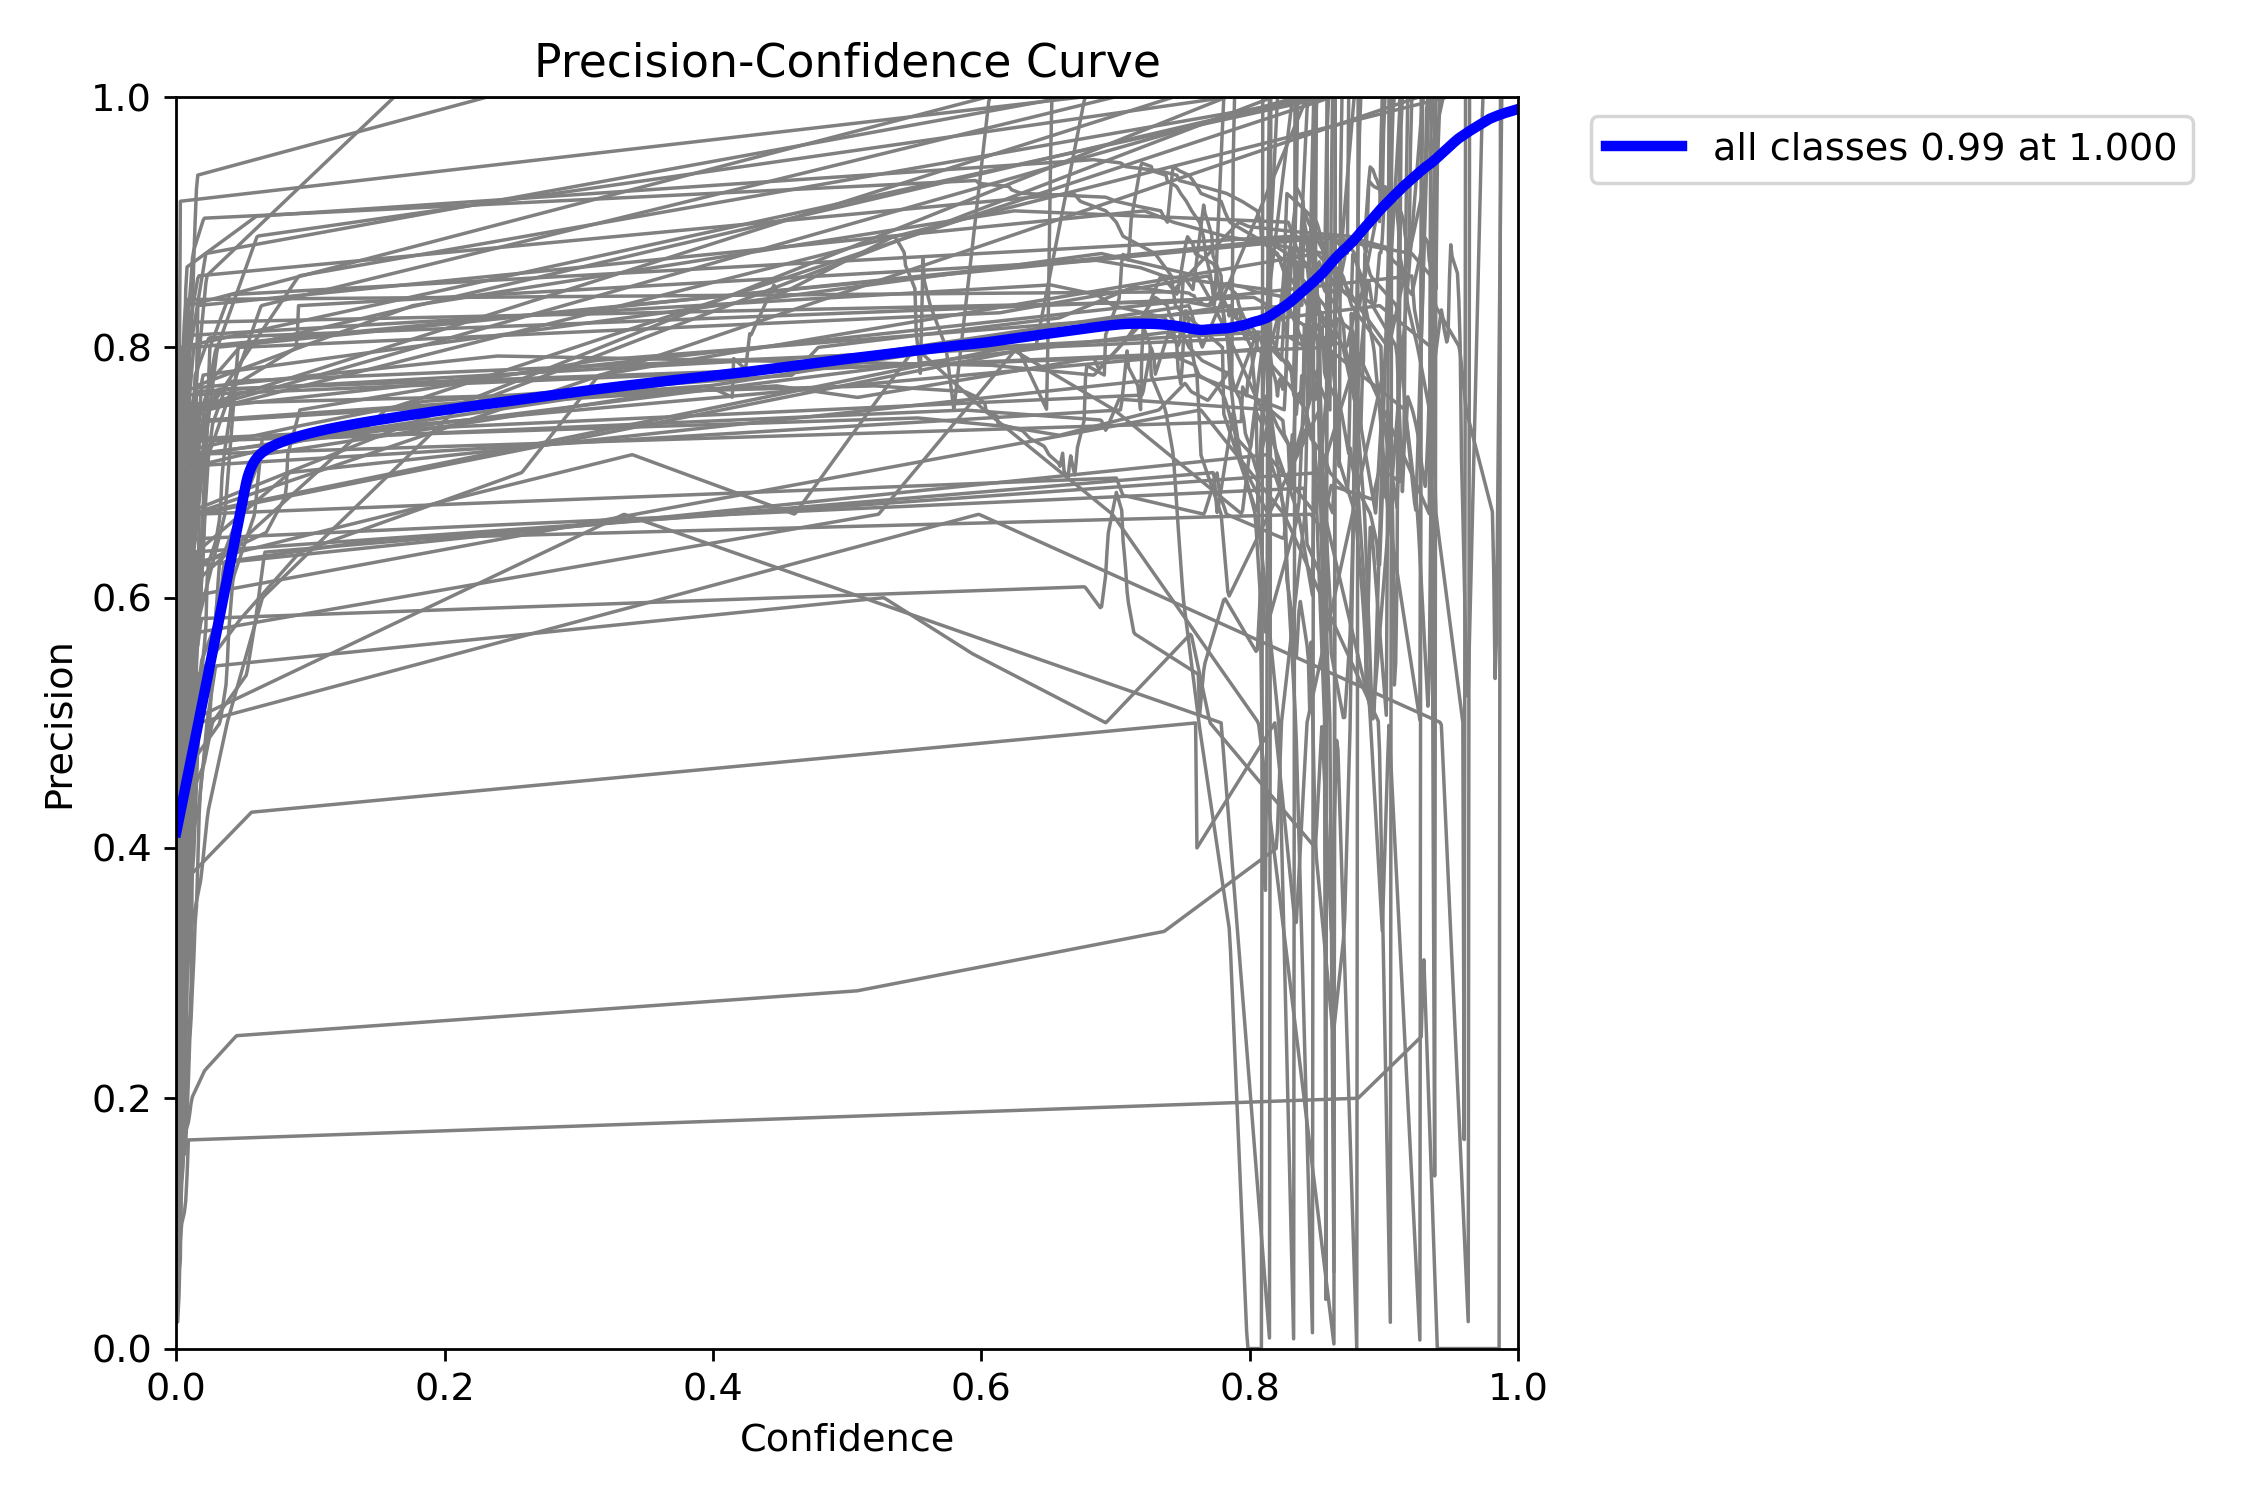 Precision-Confidence Curve
all classes 0.99 at 1.000
Precision
1.0
0.8
0.6
0.4
0.2
0.0
0.0 0.2 0.4 0.6 0.8 1.0
Confidence